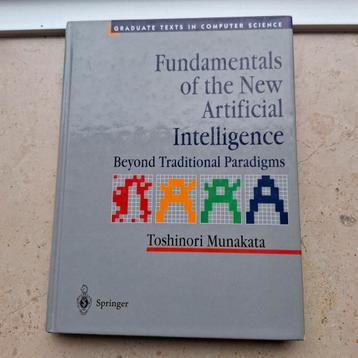 GRADUATE TEXTS IN COMPUTER SCIENCE
Fundamentals
of the New
Artificial
Intelligence
Beyond Traditional Paradigms
Toshinori Munakata
Springer